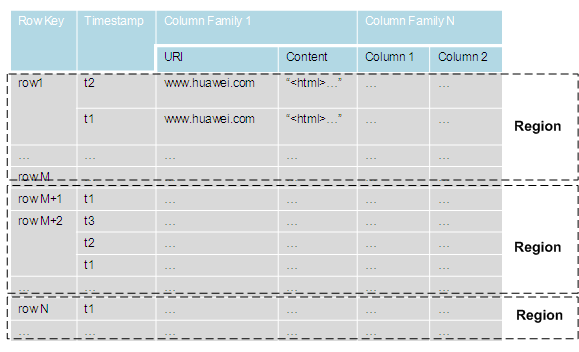 Row Key Timestamp Column Family 1 Column Family N
URI Content Column 1 Column 2
row1 t2 www.huawei.com “<html>…” … …
t1 www.huawei.com “<html>…” … …
Region
… … … … … …
row M … … … … …
row M+1 t1 … … … …
row M+2 t3 … … … …
t2 … … … …
Region
t1 … … … …
… … … … … …
row N t1 … … … …
Region
… … … … … …